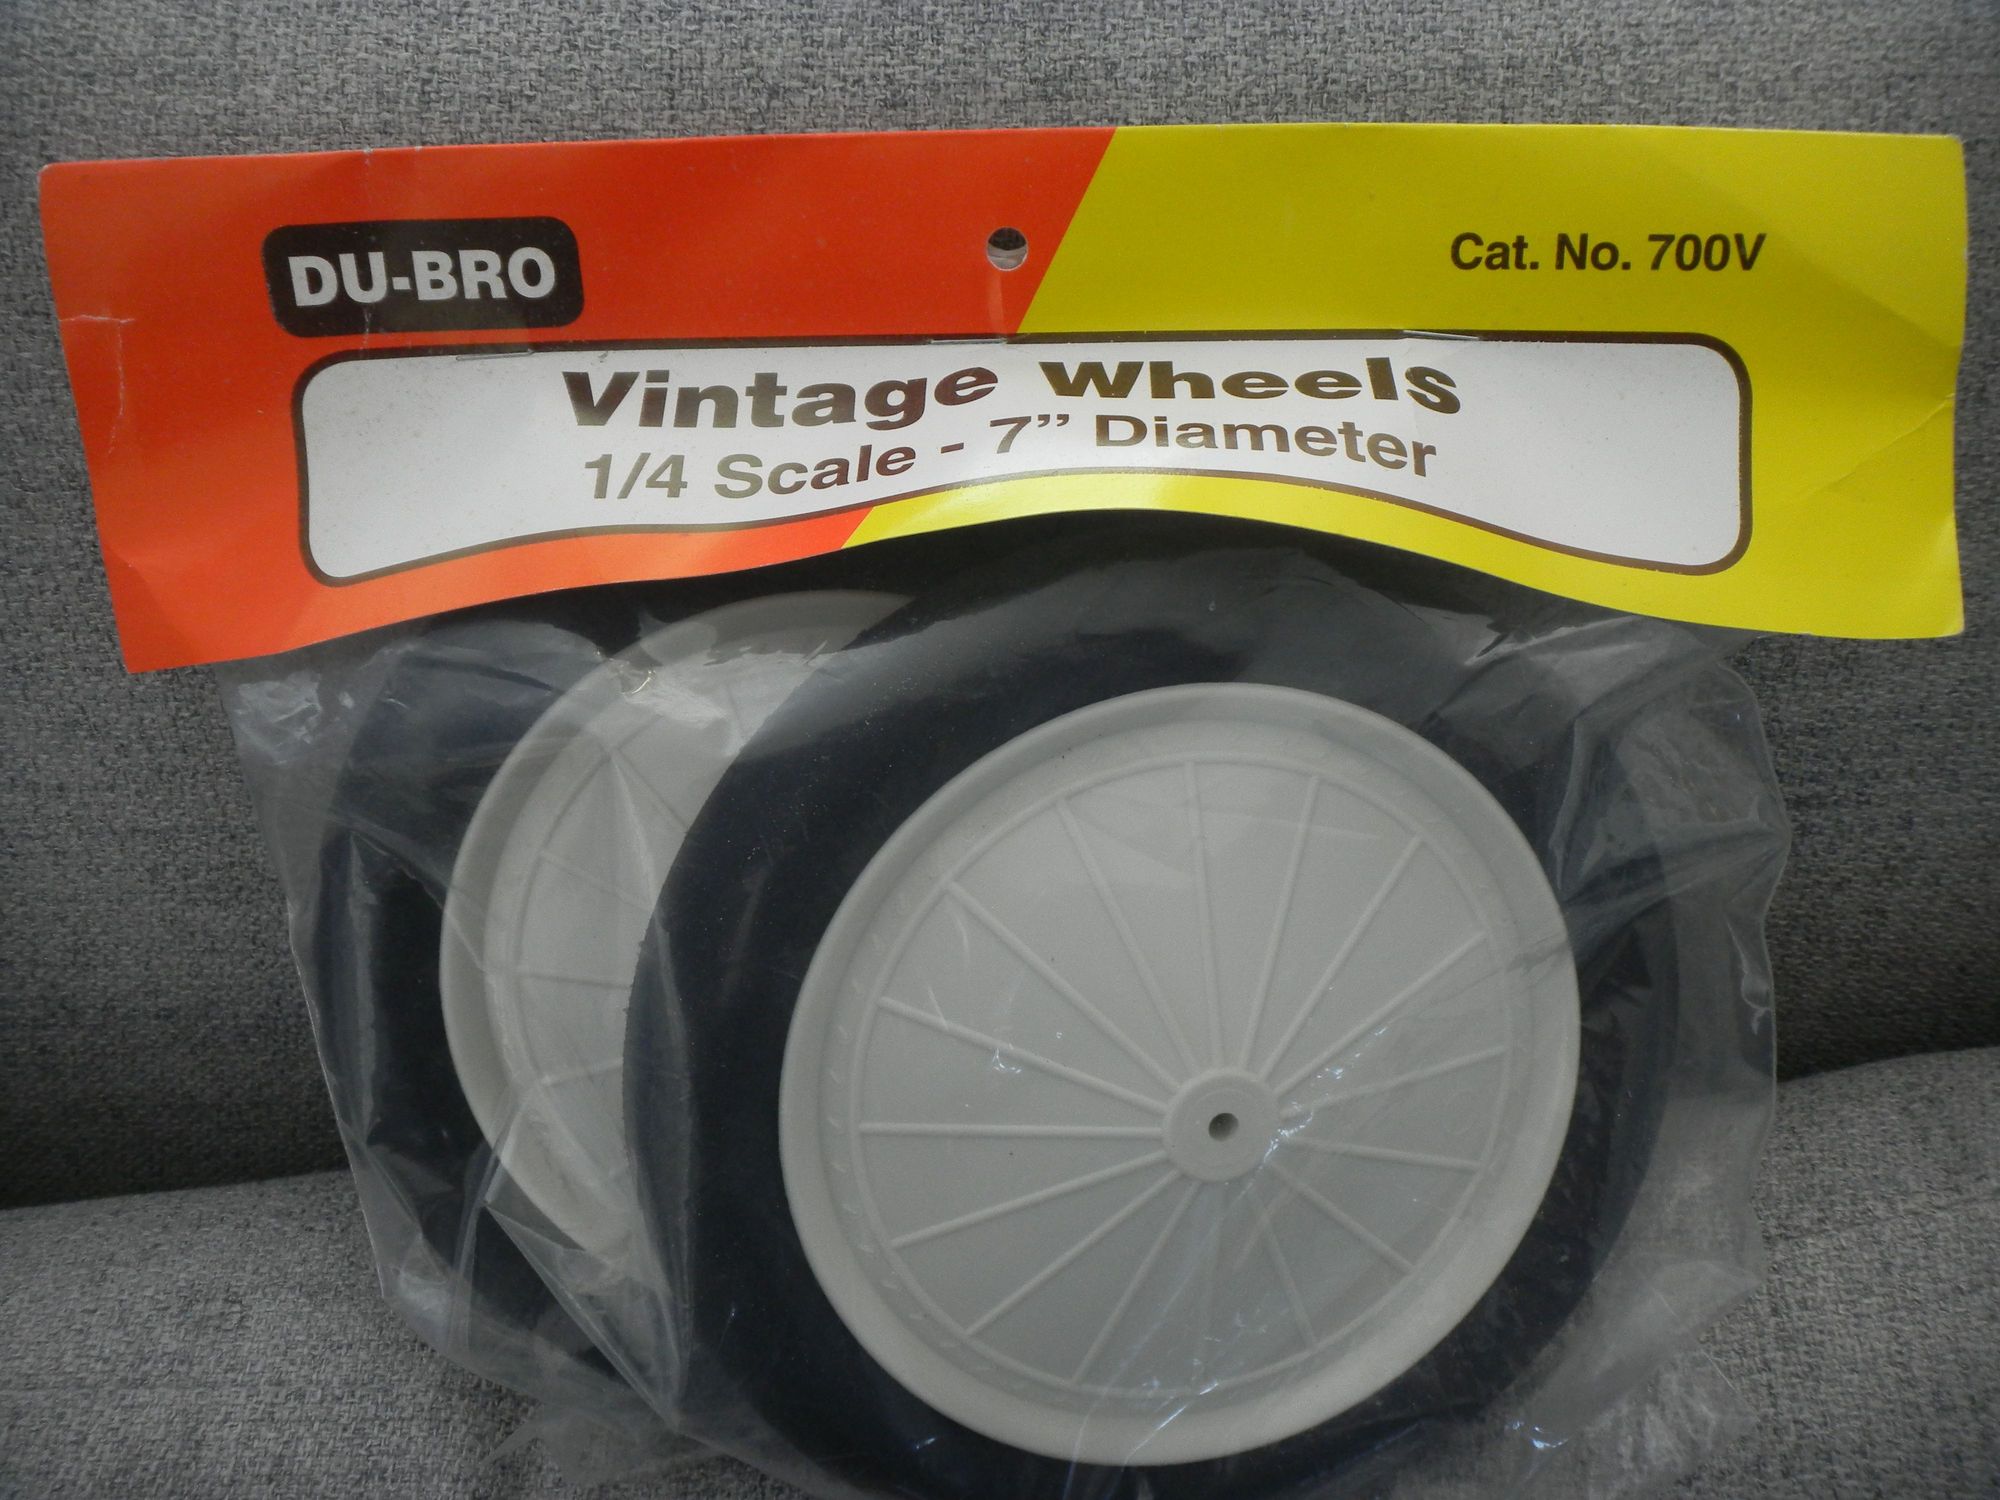 DU-BRO
Cat. No. 700V
Vintage Wheels
1/4 Scale - 7” Diameter